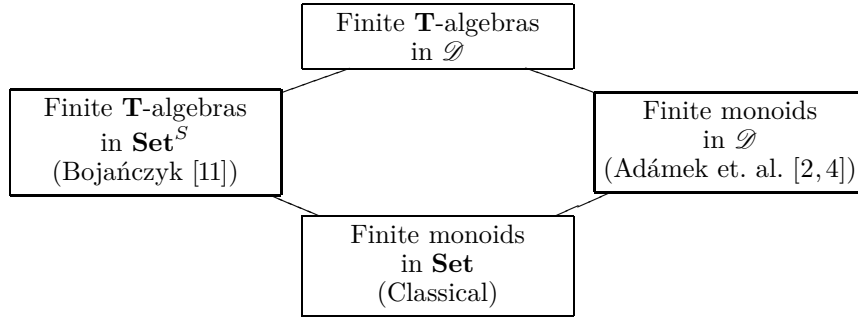 Finite T-algebras
in 𝒟
Finite T-algebras
in Set^S
(Bojańczyk [11])
Finite monoids
in 𝒟
(Adámek et. al. [2, 4])
Finite monoids
in Set
(Classical)